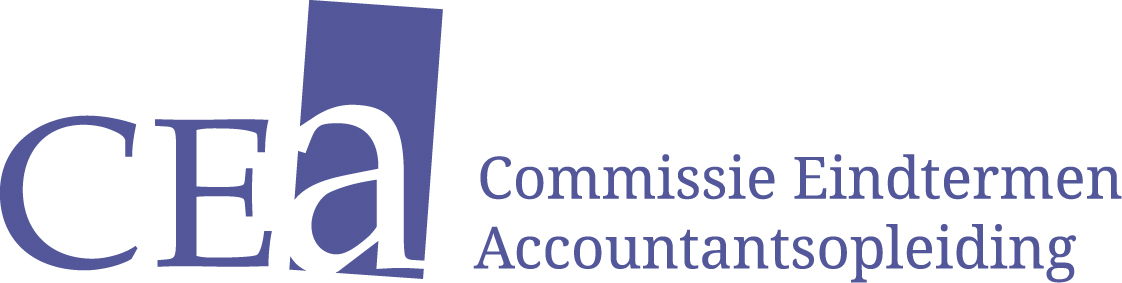 CEa
Commissie Eindtermen
Accountantsopleiding